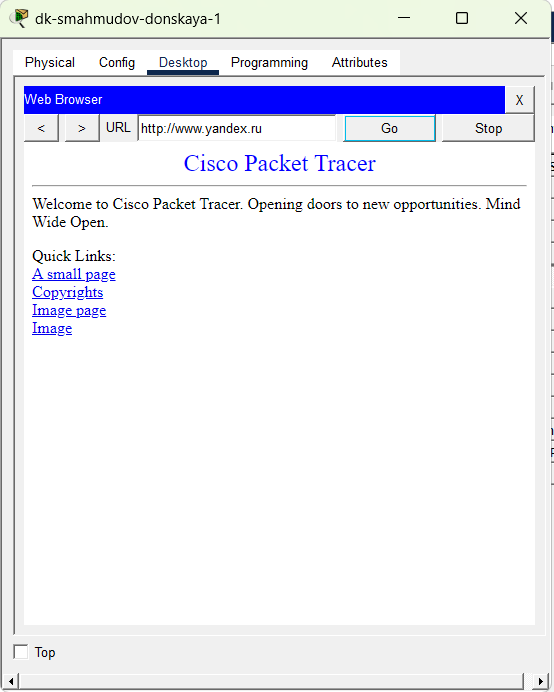 dk-smahmudov-donskaya-1
Physical Config Desktop Programming Attributes
Web Browser X
< > URL http://www.yandex.ru Go Stop
Cisco Packet Tracer
Welcome to Cisco Packet Tracer. Opening doors to new opportunities. Mind
Wide Open.
Quick Links:
A small page
Copyrights
Image page
Image
Top